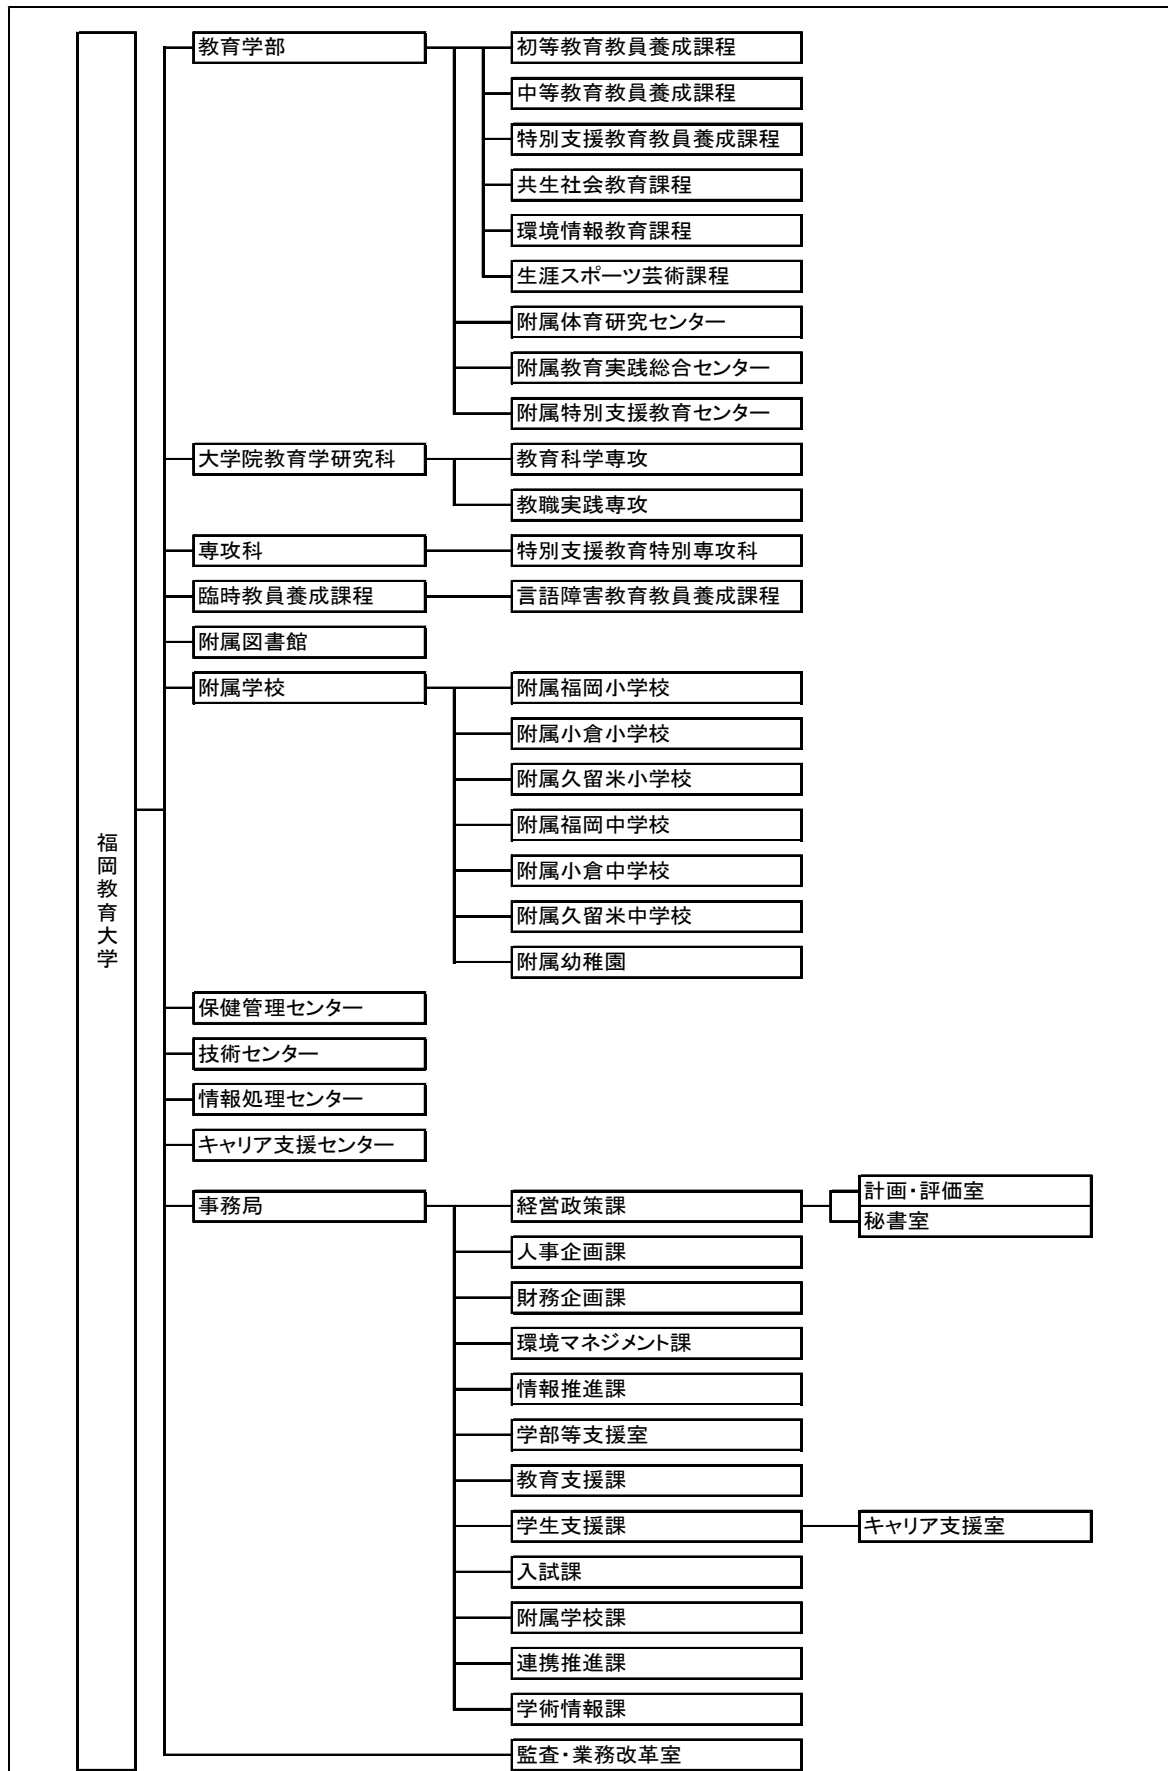 福岡教育大学
教育学部
初等教育教員養成課程
中等教育教員養成課程
特別支援教育教員養成課程
共生社会教育課程
環境情報教育課程
生涯スポーツ芸術課程
附属体育研究センター
附属教育実践総合センター
附属特別支援教育センター
大学院教育学研究科
教育科学専攻
教職実践専攻
専攻科
特別支援教育特別専攻科
臨時教員養成課程
言語障害教育教員養成課程
附属図書館
附属学校
附属福岡小学校
附属小倉小学校
附属久留米小学校
附属福岡中学校
附属小倉中学校
附属久留米中学校
附属幼稚園
保健管理センター
技術センター
情報処理センター
キャリア支援センター
事務局
経営政策課
計画・評価室
秘書室
人事企画課
財務企画課
環境マネジメント課
情報推進課
学部等支援室
教育支援課
学生支援課
キャリア支援室
入試課
附属学校課
連携推進課
学術情報課
監査・業務改革室